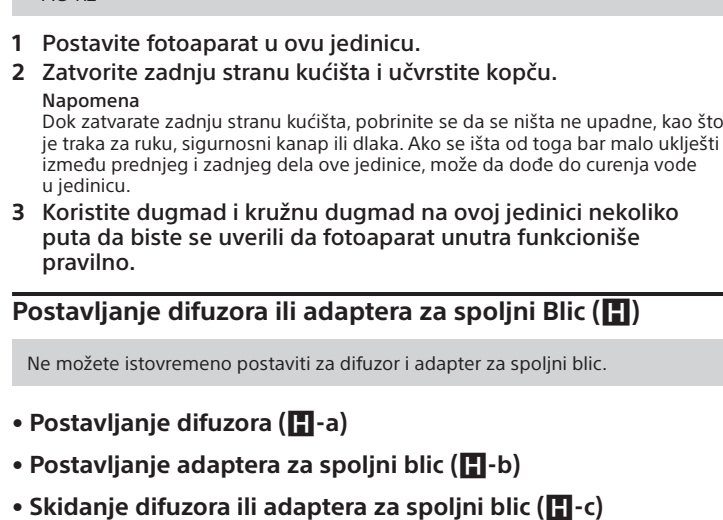 1 Postavite fotoaparat u ovu jedinicu.
2 Zatvorite zadnju stranu kućišta i učvrstite kopču.
Napomena
Dok zatvarate zadnju stranu kućišta, pobrinite se da se ništa ne upadne, kao što
je traka za ruku, sigurnosni kanap ili dlaka. Ako se išta od toga bar malo uklješti
između prednjeg i zadnjeg dela ove jedinice, može da dođe do curenja vode
u jedinicu.
3 Koristite dugmad i kružnu dugmad na ovoj jedinici nekoliko
puta da biste se uverili da fotoaparat unutra funkcioniše
pravilno.
Postavljanje difuzora ili adaptera za spoljni Blic (H)
Ne možete istovremeno postaviti za difuzor i adapter za spoljni blic.
• Postavljanje difuzora (H-a)
• Postavljanje adaptera za spoljni blic (H-b)
• Skidanje difuzora ili adaptera za spoljni blic (H-c)